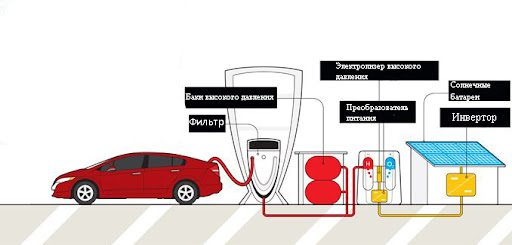 Электролизер высокого
давления
Солнечные
батареи
Баки высокого давления
Преобразователь
питания
Фильтр
Инвертор
H
O